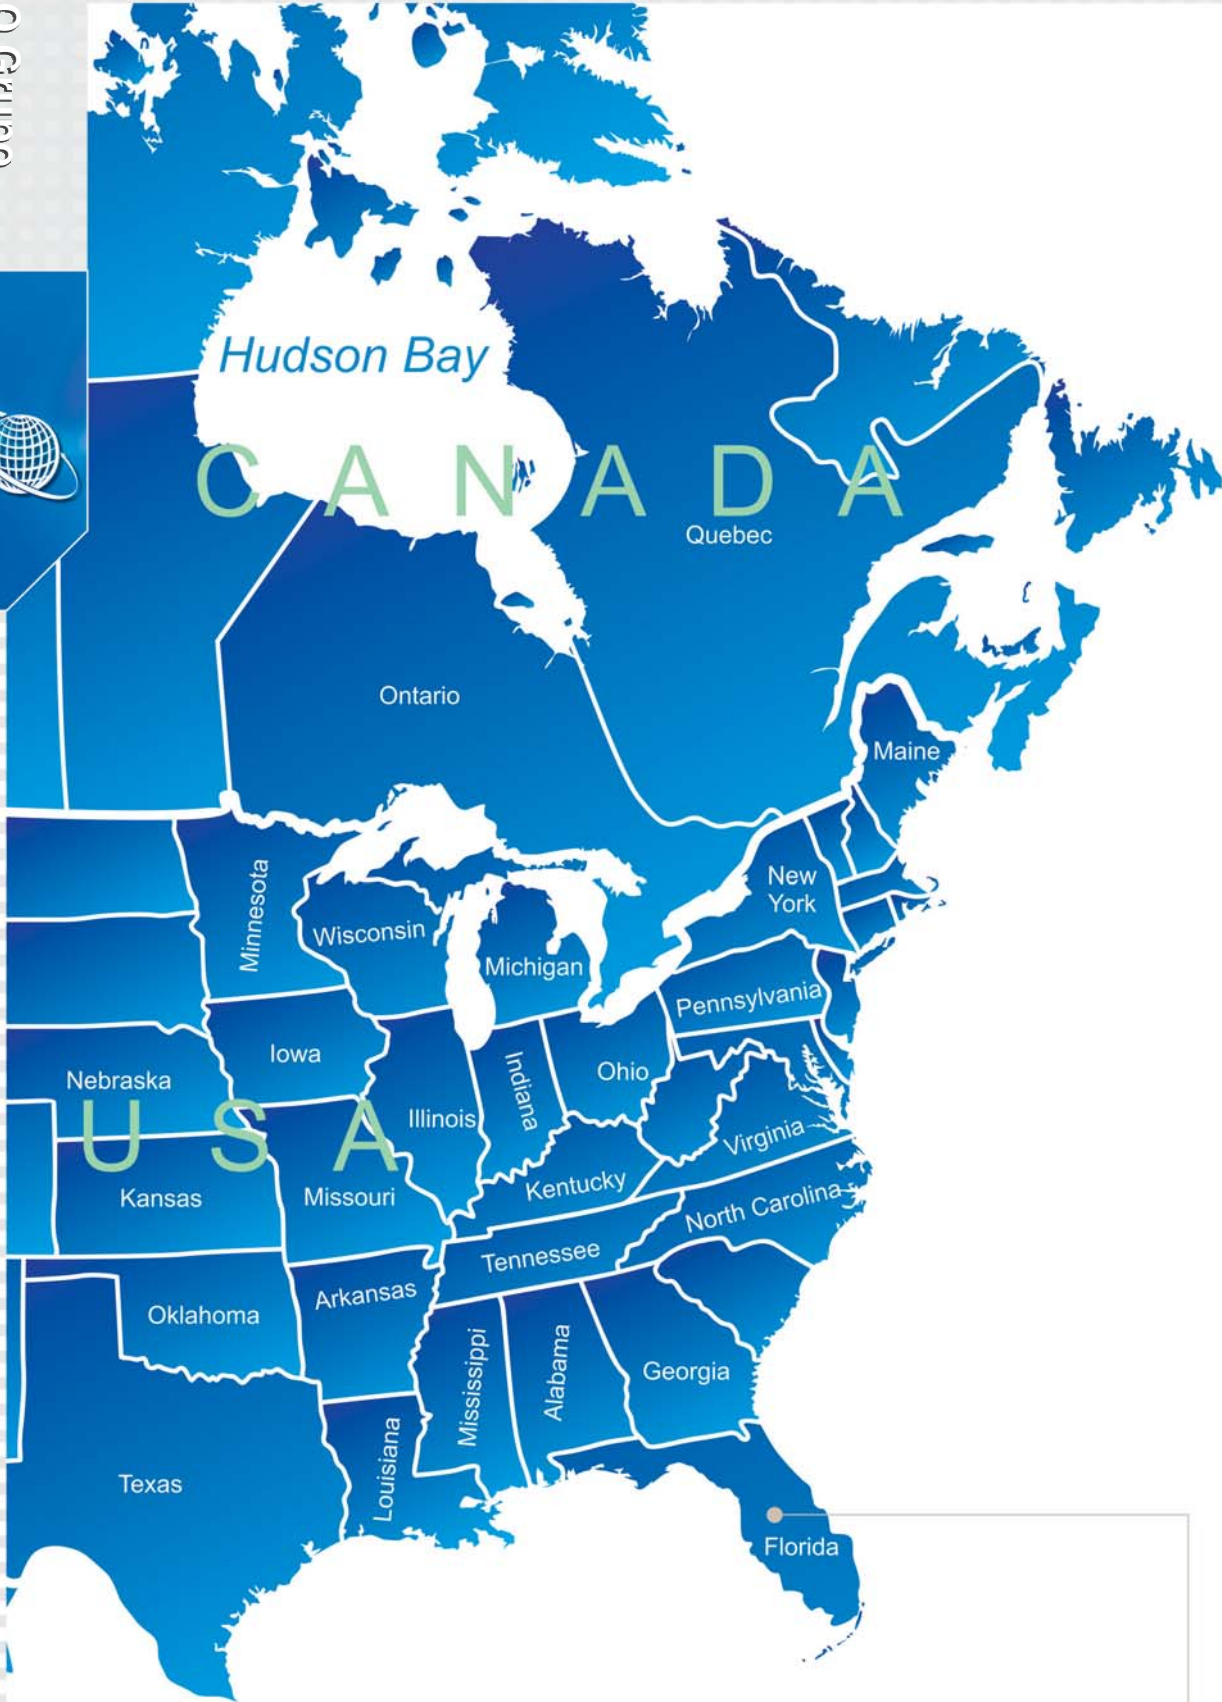 Hudson Bay
CANADA
Quebec
Ontario
Maine
New
York
Minnesota
Wisconsin
Michigan
Pennsylvania
Iowa
Nebraska
Indiana
Ohio
Illinois
USA
Virginia
Kentucky
Kansas
Missouri
North Carolina
Tennessee
Arkansas
Oklahoma
Mississippi
Alabama
Georgia
Louisiana
Texas
Florida